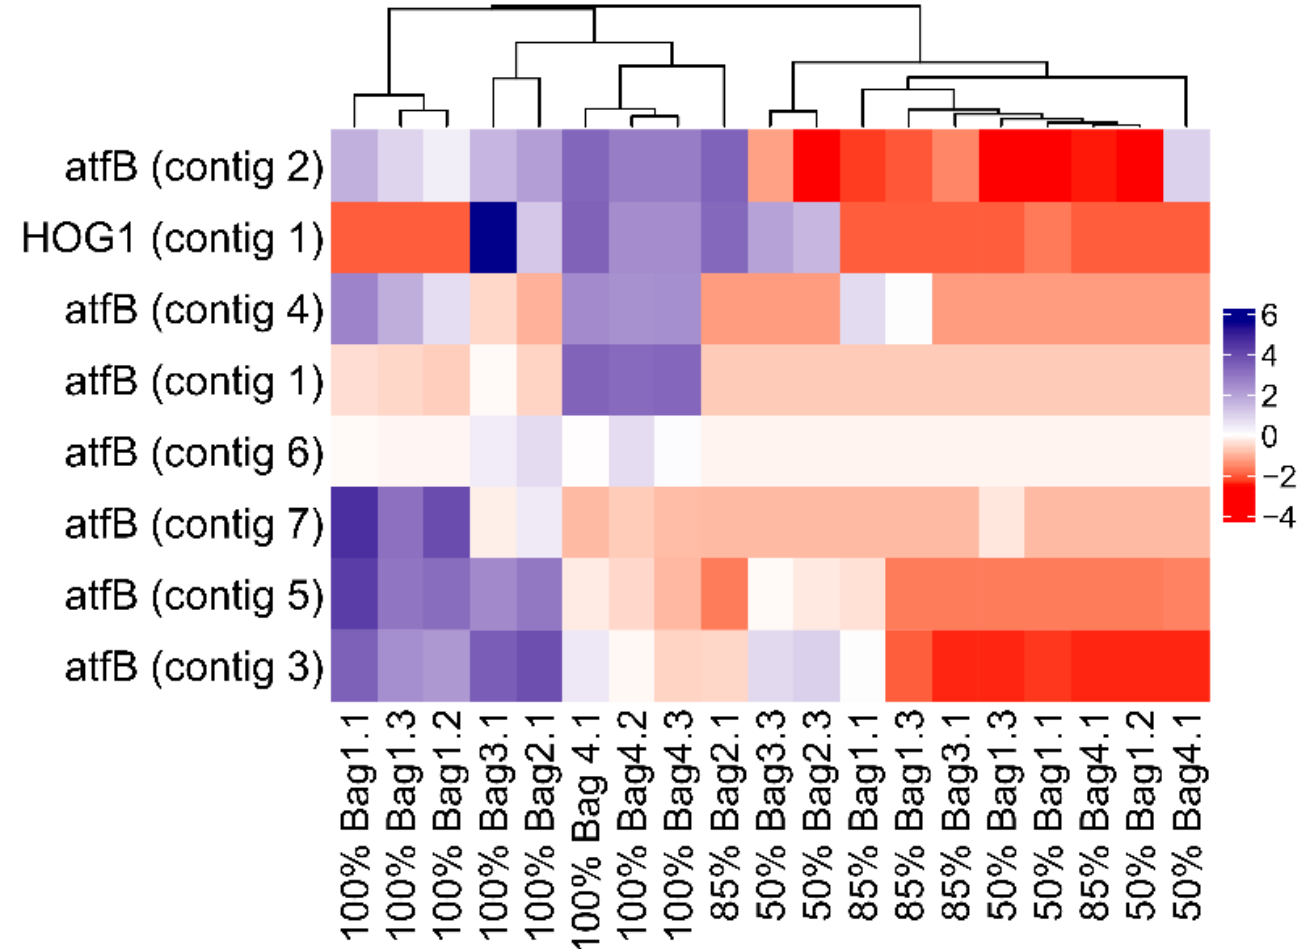 atfB (contig 2)
HOG1 (contig 1)
atfB (contig 4)
atfB (contig 1)
atfB (contig 6)
atfB (contig 7)
atfB (contig 5)
atfB (contig 3)
6
4
2
0
−2
−4
100% Bag1.1
100% Bag1.3
100% Bag1.2
100% Bag3.1
100% Bag2.1
100% Bag 4.1
100% Bag4.2
100% Bag4.3
85% Bag2.1
50% Bag3.3
50% Bag2.3
85% Bag1.1
85% Bag1.3
85% Bag3.1
50% Bag1.3
50% Bag1.1
85% Bag4.1
50% Bag1.2
50% Bag4.1